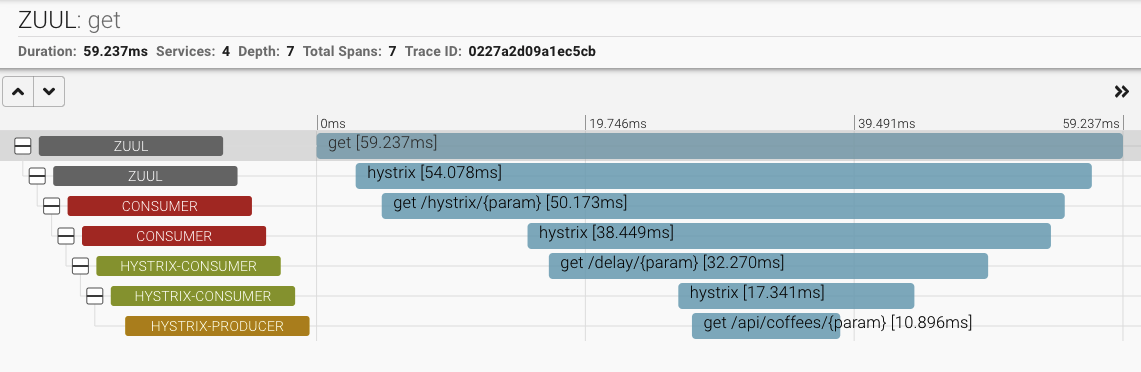 ZUUL: get
Duration: 59.237ms Services: 4 Depth: 7 Total Spans: 7 Trace ID: 0227a2d09a1ec5cb
0ms 19.746ms 39.491ms 59.237ms
ZUUL get [59.237ms]
ZUUL hystrix [54.078ms]
CONSUMER get /hystrix/{param} [50.173ms]
CONSUMER hystrix [38.449ms]
HYSTRIX-CONSUMER get /delay/{param} [32.270ms]
HYSTRIX-CONSUMER hystrix [17.341ms]
HYSTRIX-PRODUCER get /api/coffees/{param} [10.896ms]